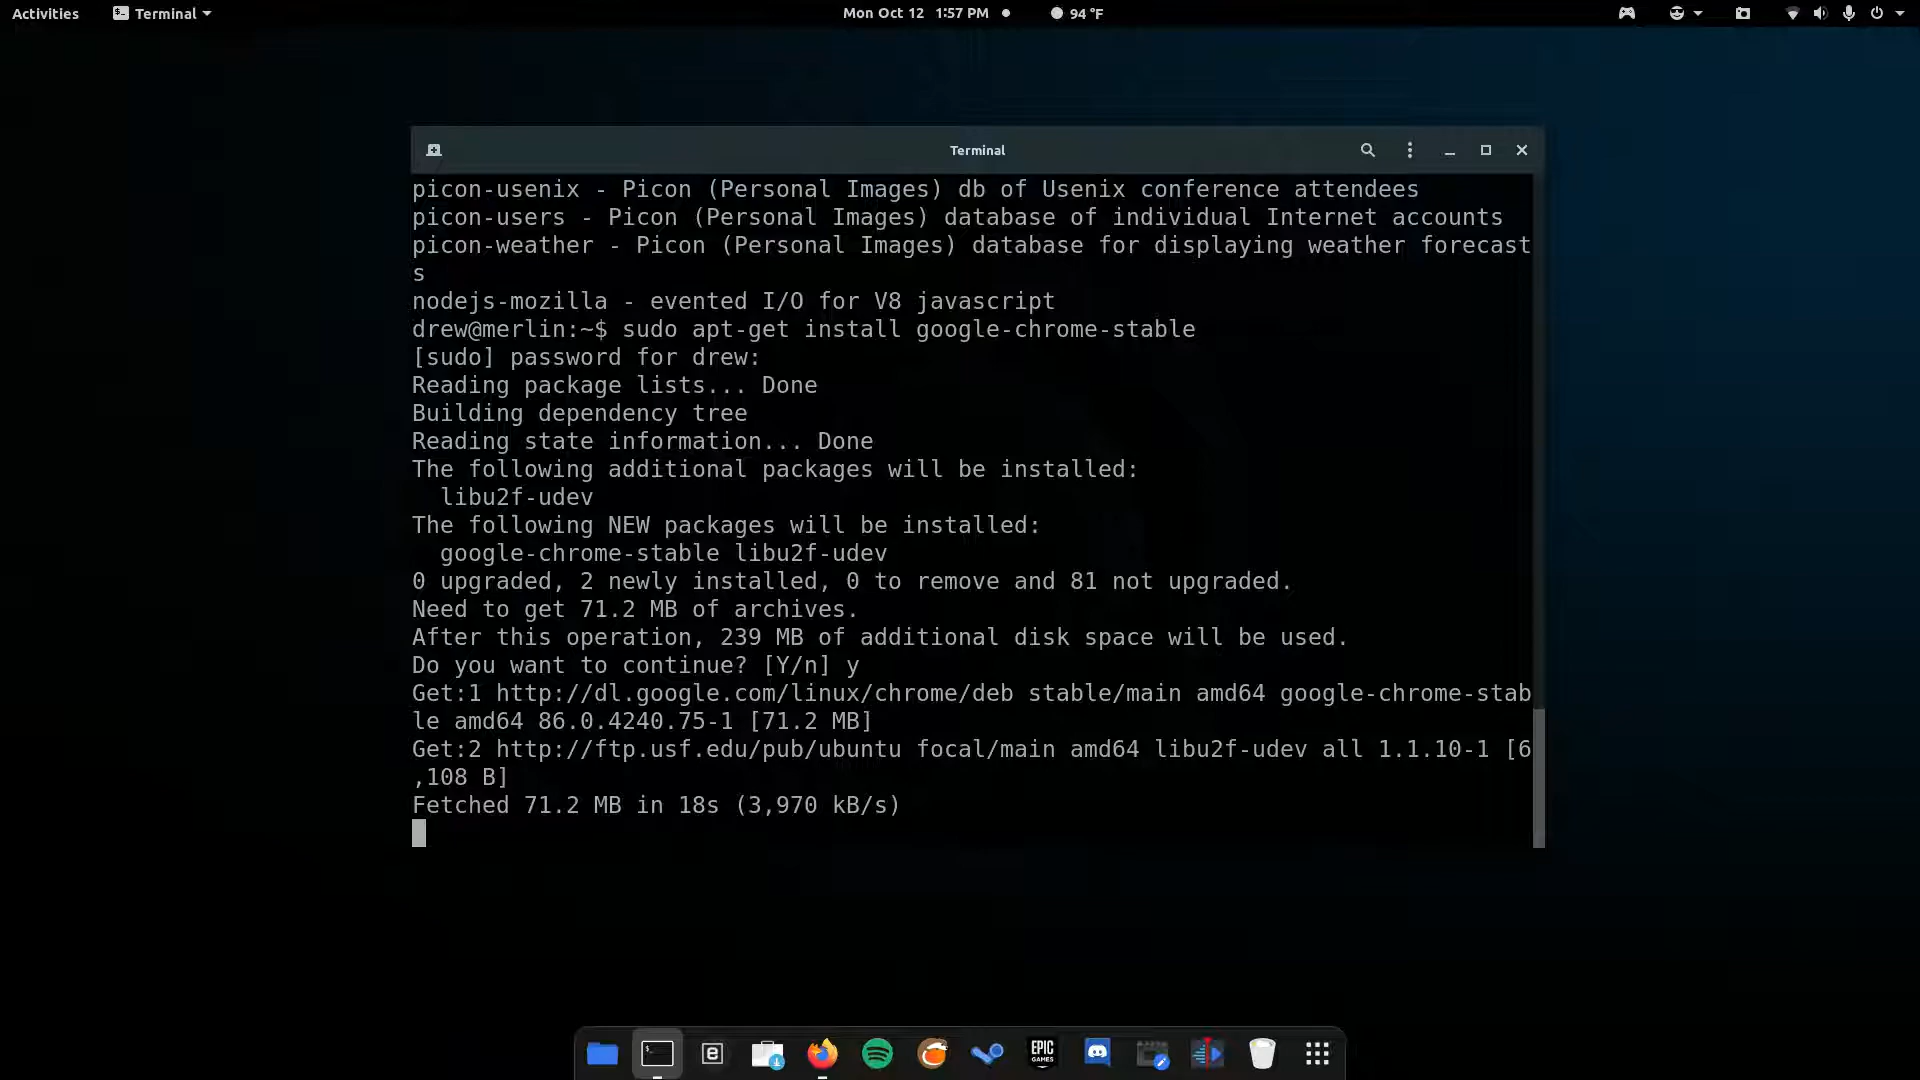 Activities Terminal Mon Oct 12 1:57 PM 94 °F
Terminal
picon-usenix - Picon (Personal Images) db of Usenix conference attendees
picon-users - Picon (Personal Images) database of individual Internet accounts
picon-weather - Picon (Personal Images) database for displaying weather forecast
s
nodejs-mozilla - evented I/O for V8 javascript
drew@merlin:~$ sudo apt-get install google-chrome-stable
[sudo] password for drew:
Reading package lists... Done
Building dependency tree
Reading state information... Done
The following additional packages will be installed:
  libu2f-udev
The following NEW packages will be installed:
  google-chrome-stable libu2f-udev
0 upgraded, 2 newly installed, 0 to remove and 81 not upgraded.
Need to get 71.2 MB of archives.
After this operation, 239 MB of additional disk space will be used.
Do you want to continue? [Y/n] y
Get:1 http://dl.google.com/linux/chrome/deb stable/main amd64 google-chrome-stab
le amd64 86.0.4240.75-1 [71.2 MB]
Get:2 http://ftp.usf.edu/pub/ubuntu focal/main amd64 libu2f-udev all 1.1.10-1 [6
,108 B]
Fetched 71.2 MB in 18s (3,970 kB/s)
EPIC
GAMES